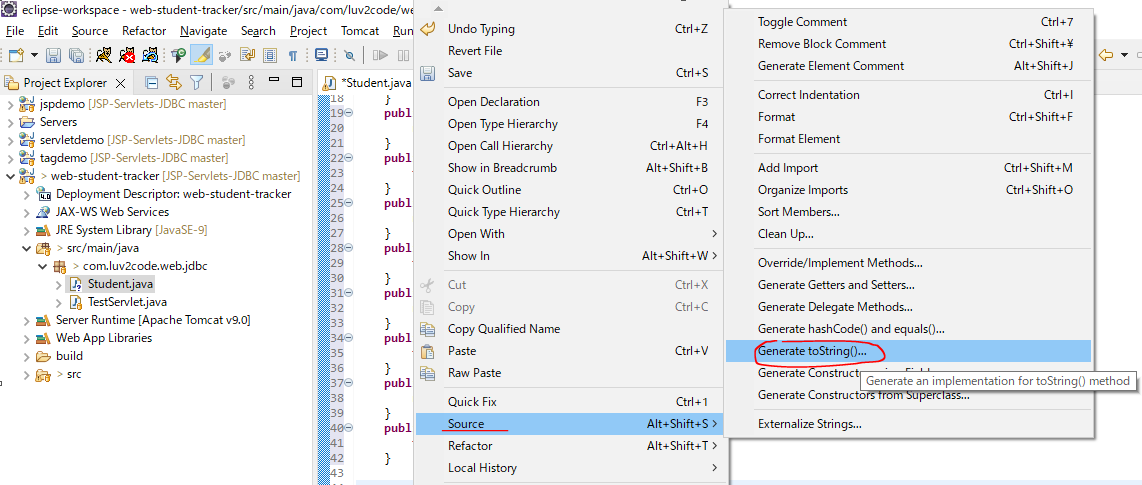 eclipse-workspace - web-student-tracker/src/main/java/com/luv2code/we
File Edit Source Refactor Navigate Search Project Tomcat Run
Project Explorer
jspdemo [JSP-Servlets-JDBC master]
Servers
servletdemo [JSP-Servlets-JDBC master]
tagdemo [JSP-Servlets-JDBC master]
> web-student-tracker [JSP-Servlets-JDBC master]
Deployment Descriptor: web-student-tracker
JAX-WS Web Services
JRE System Library [JavaSE-9]
> src/main/java
> com.luv2code.web.jdbc
Student.java
TestServlet.java
Server Runtime [Apache Tomcat v9.0]
Web App Libraries
build
> src
*Student.java
18 }
19 publ
20
21 }
22 publ
23
24 }
25 publ
26
27 }
28 publ
29
30 }
31 publ
32
33 }
34 publ
35
36 }
37 publ
38
39 }
40 publ
41
42 }
43
Undo Typing Ctrl+Z
Revert File
Save Ctrl+S
Open Declaration F3
Open Type Hierarchy F4
Open Call Hierarchy Ctrl+Alt+H
Show in Breadcrumb Alt+Shift+B
Quick Outline Ctrl+O
Quick Type Hierarchy Ctrl+T
Open With >
Show In Alt+Shift+W >
Cut Ctrl+X
Copy Ctrl+C
Copy Qualified Name
Paste Ctrl+V
Raw Paste
Quick Fix Ctrl+1
Source Alt+Shift+S >
Refactor Alt+Shift+T >
Local History >
Toggle Comment Ctrl+7
Remove Block Comment Ctrl+Shift+¥
Generate Element Comment Alt+Shift+J
Correct Indentation Ctrl+I
Format Ctrl+Shift+F
Format Element
Add Import Ctrl+Shift+M
Organize Imports Ctrl+Shift+O
Sort Members...
Clean Up...
Override/Implement Methods...
Generate Getters and Setters...
Generate Delegate Methods...
Generate hashCode() and equals()...
Generate toString()...
Generate Constructor
Generate an implementation for toString() method
Generate Constructors from Superclass...
Externalize Strings...